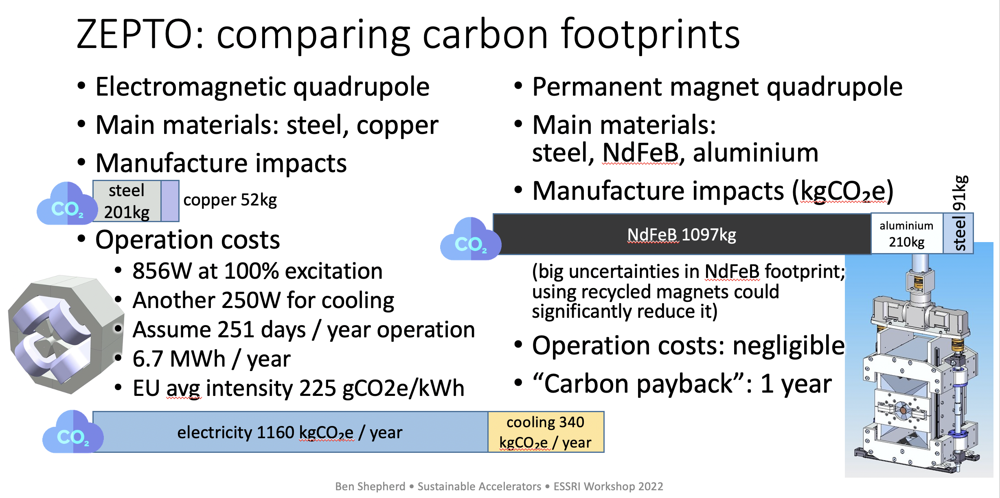 ZEPTO: comparing carbon footprints
• Electromagnetic quadrupole
• Main materials: steel, copper
• Manufacture impacts
CO₂
steel
201kg
copper 52kg
• Operation costs
• 856W at 100% excitation
• Another 250W for cooling
• Assume 251 days / year operation
• 6.7 MWh / year
• EU avg intensity 225 gCO2e/kWh
CO₂
electricity 1160 kgCO₂e / year
cooling 340
kgCO₂e / year
• Permanent magnet quadrupole
• Main materials:
steel, NdFeB, aluminium
• Manufacture impacts (kgCO₂e)
CO₂
NdFeB 1097kg
aluminium
210kg
steel 91kg
(big uncertainties in NdFeB footprint;
using recycled magnets could
significantly reduce it)
• Operation costs: negligible
• “Carbon payback”: 1 year
Ben Shepherd • Sustainable Accelerators • ESSRI Workshop 2022